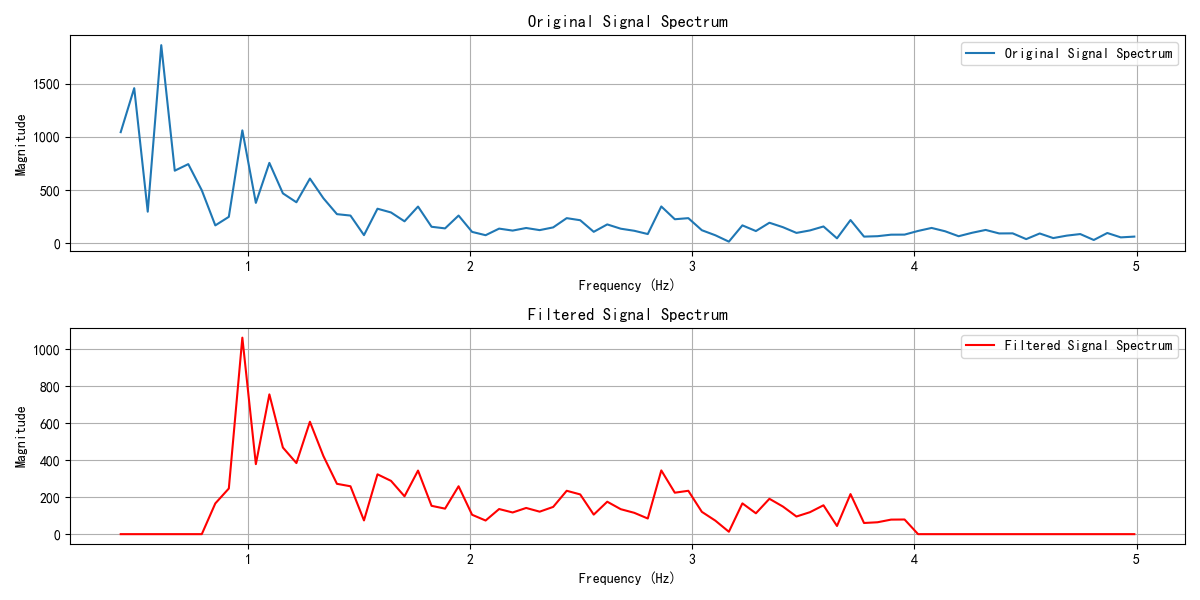 Original Signal Spectrum
Original Signal Spectrum
1500
1000
500
0
Magnitude
1 2 3 4 5
Frequency (Hz)
Filtered Signal Spectrum
Filtered Signal Spectrum
1000
800
600
400
200
0
Magnitude
1 2 3 4 5
Frequency (Hz)